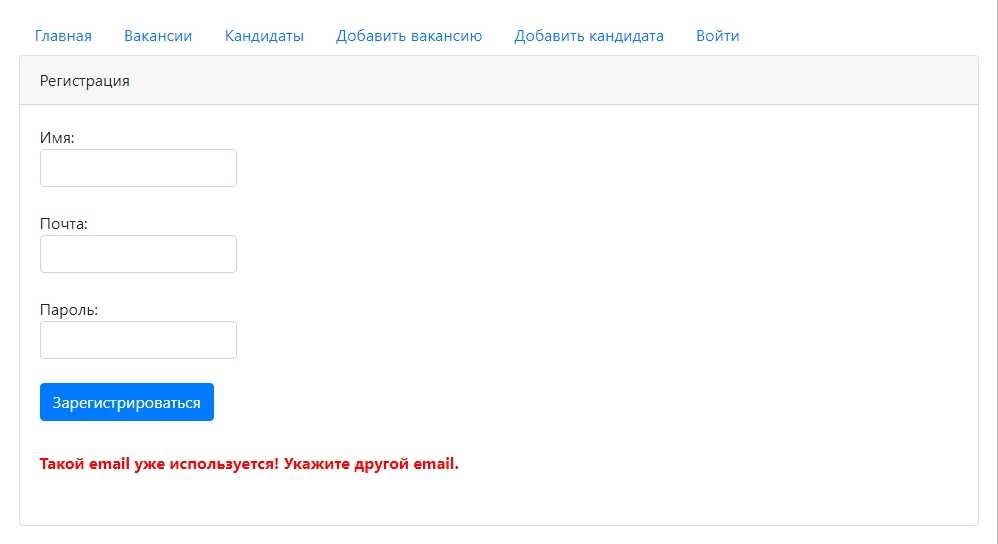 Главная Вакансии Кандидаты Добавить вакансию Добавить кандидата Войти
Регистрация
Имя:
Почта:
Пароль:
Зарегистрироваться
Такой email уже используется! Укажите другой email.